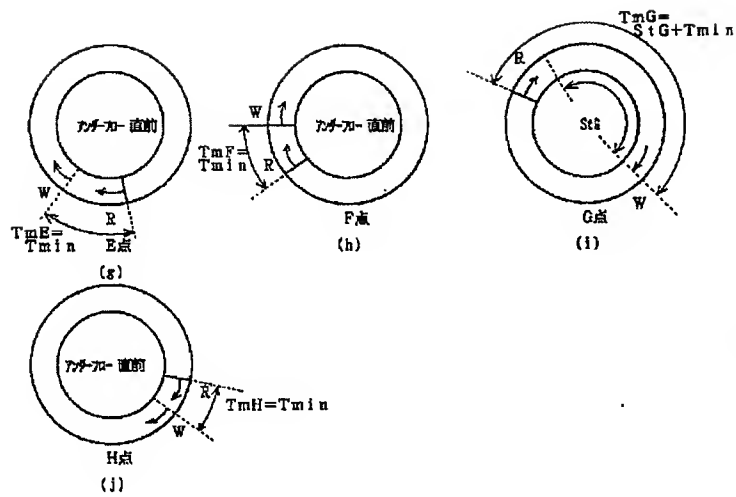 アンダーフロー 直前
W
R
TmE=
Tmin
E点
(g)
アンダーフロー 直前
W
R
TmF=
Tmin
F点
(h)
TmG=
StG+Tmin
R
StG
W
G点
(i)
アンダーフロー 直前
R
W
TmH=Tmin
H点
(j)